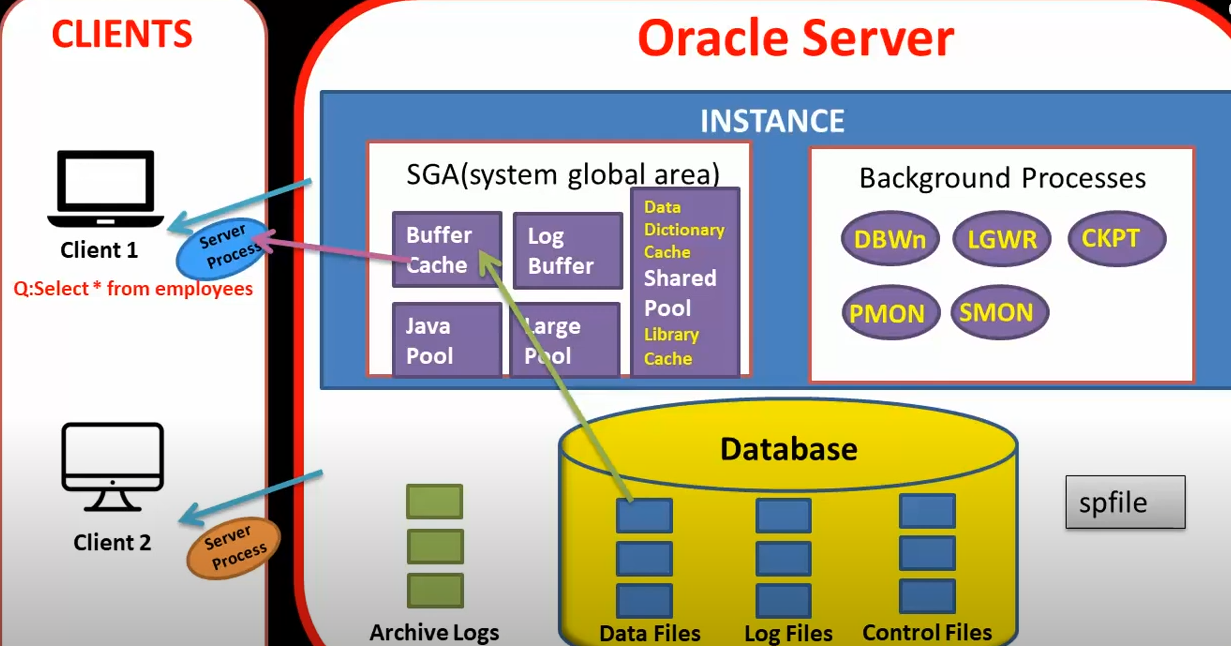 CLIENTS
Client 1
Server
Process
Q:Select * from employees
Client 2
Server
Process
Oracle Server
INSTANCE
SGA(system global area)
Buffer
Cache
Log
Buffer
Java
Pool
Large
Pool
Data
Dictionary
Cache
Shared
Pool
Library
Cache
Background Processes
DBWn
LGWR
CKPT
PMON
SMON
Database
Archive Logs
Data Files
Log Files
Control Files
spfile